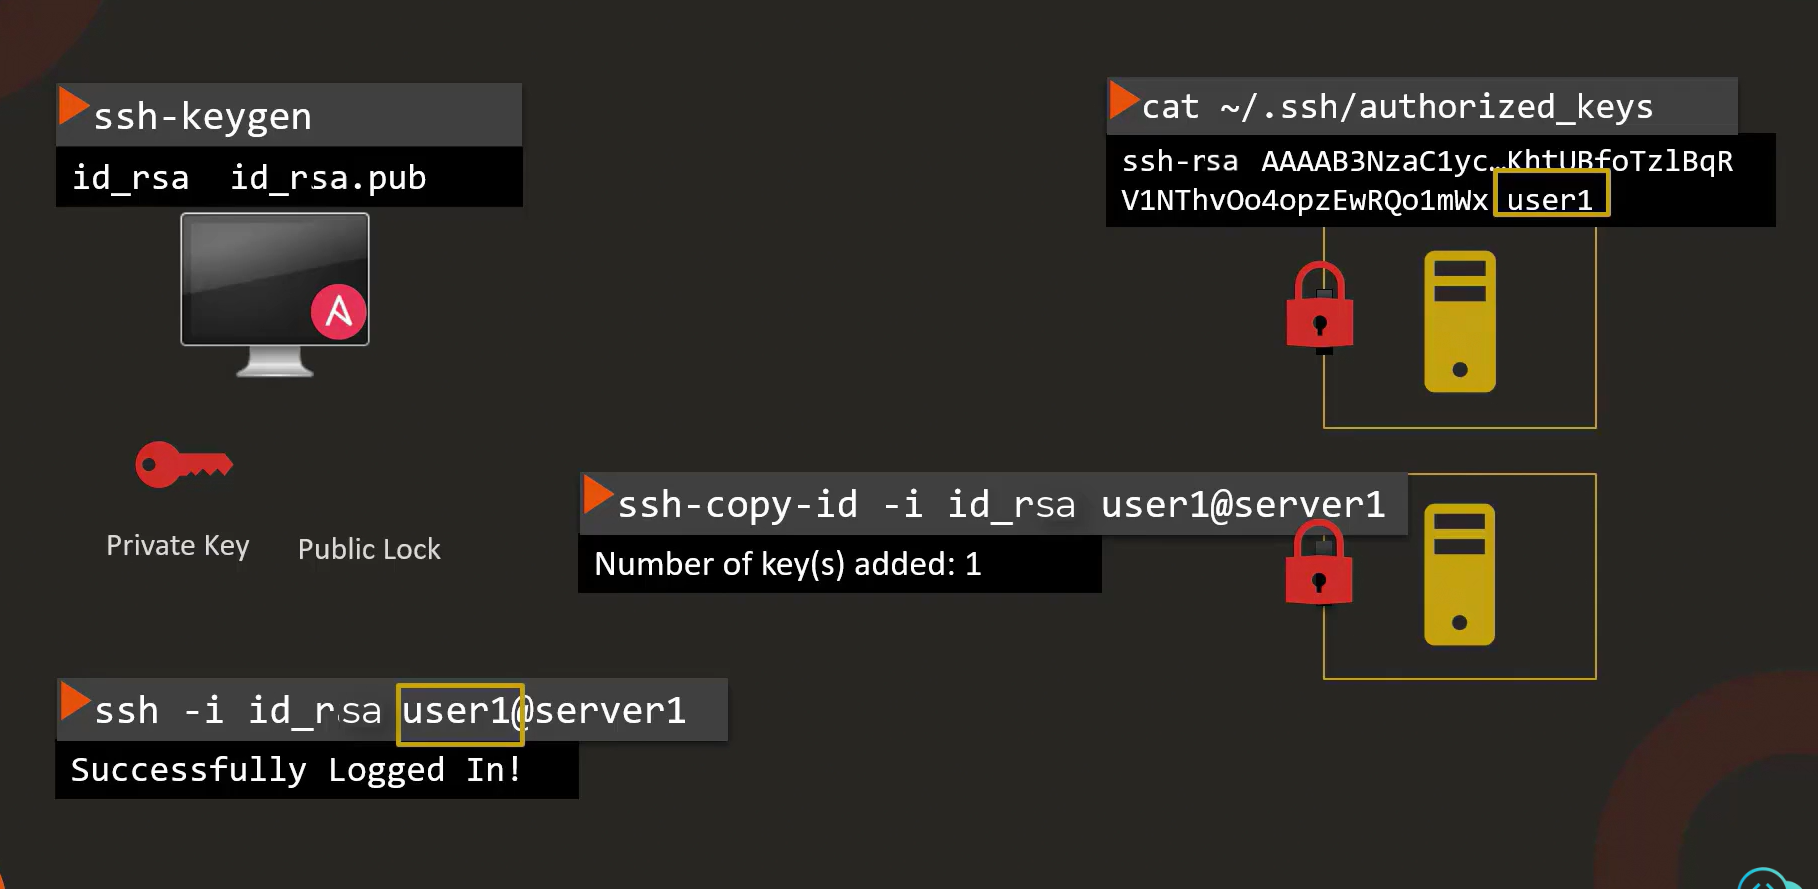 ssh-keygen
id_rsa id_rsa.pub
cat ~/.ssh/authorized_keys
ssh-rsa AAAAB3NzaC1yc…KhtUBfoTzlBqR
V1NThvOo4opzEwRQo1mWx user1
Private Key
Public Lock
ssh-copy-id -i id_rsa user1@server1
Number of key(s) added: 1
ssh -i id_rsa user1@server1
Successfully Logged In!